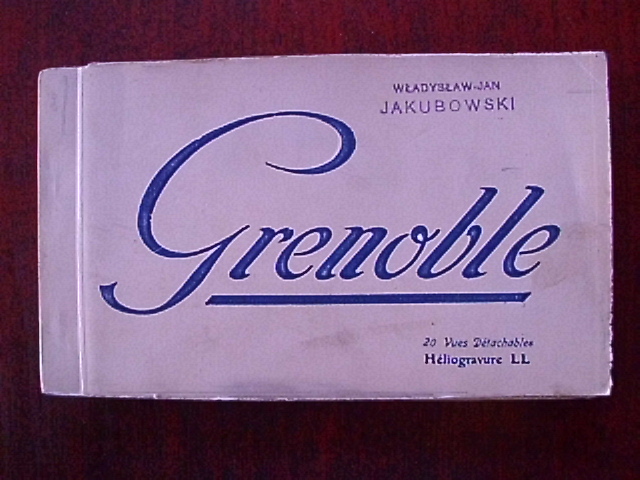 WŁADYSŁAW-JAN
JAKUBOWSKI
Grenoble
20 Vues Détachables
Héliogravure LL